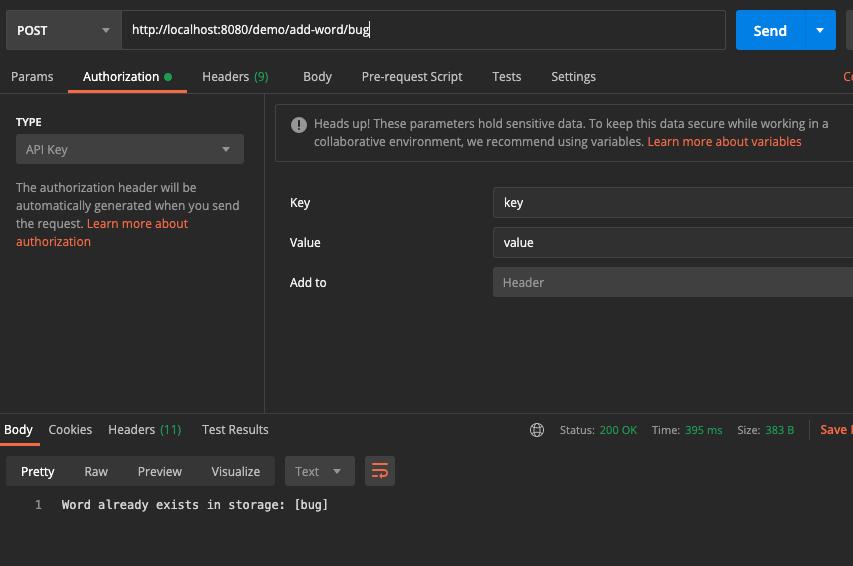 POST http://localhost:8080/demo/add-word/bug Send
Params Authorization Headers (9) Body Pre-request Script Tests Settings
TYPE
API Key
The authorization header will be
automatically generated when you send
the request. Learn more about
authorization
Heads up! These parameters hold sensitive data. To keep this data secure while working in a
collaborative environment, we recommend using variables. Learn more about variables
Key key
Value value
Add to Header
Body Cookies Headers (11) Test Results Status: 200 OK Time: 395 ms Size: 383 B Save
Pretty Raw Preview Visualize Text
1 Word already exists in storage: [bug]